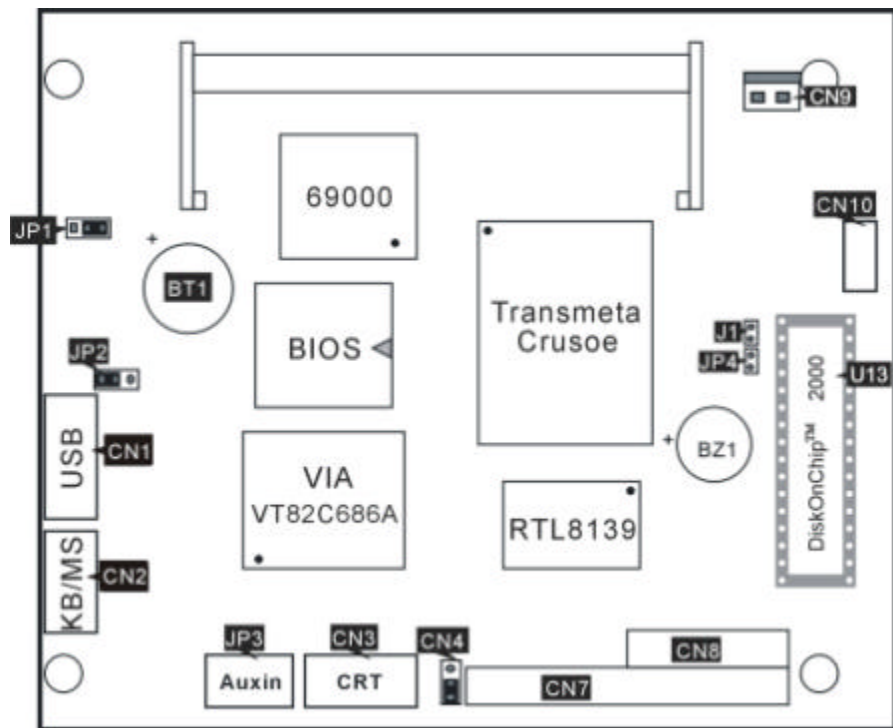 CN9
69000
CN10
JP1
BT1
Transmeta
Crusoe
J1
JP4
BIOS
JP2
U13
DiskOnChip™ 2000
USB
CN1
BZ1
VIA
VT82C686A
RTL8139
KB/MS
CN2
JP3
CN3
CN4
CN8
Auxin
CRT
CN7